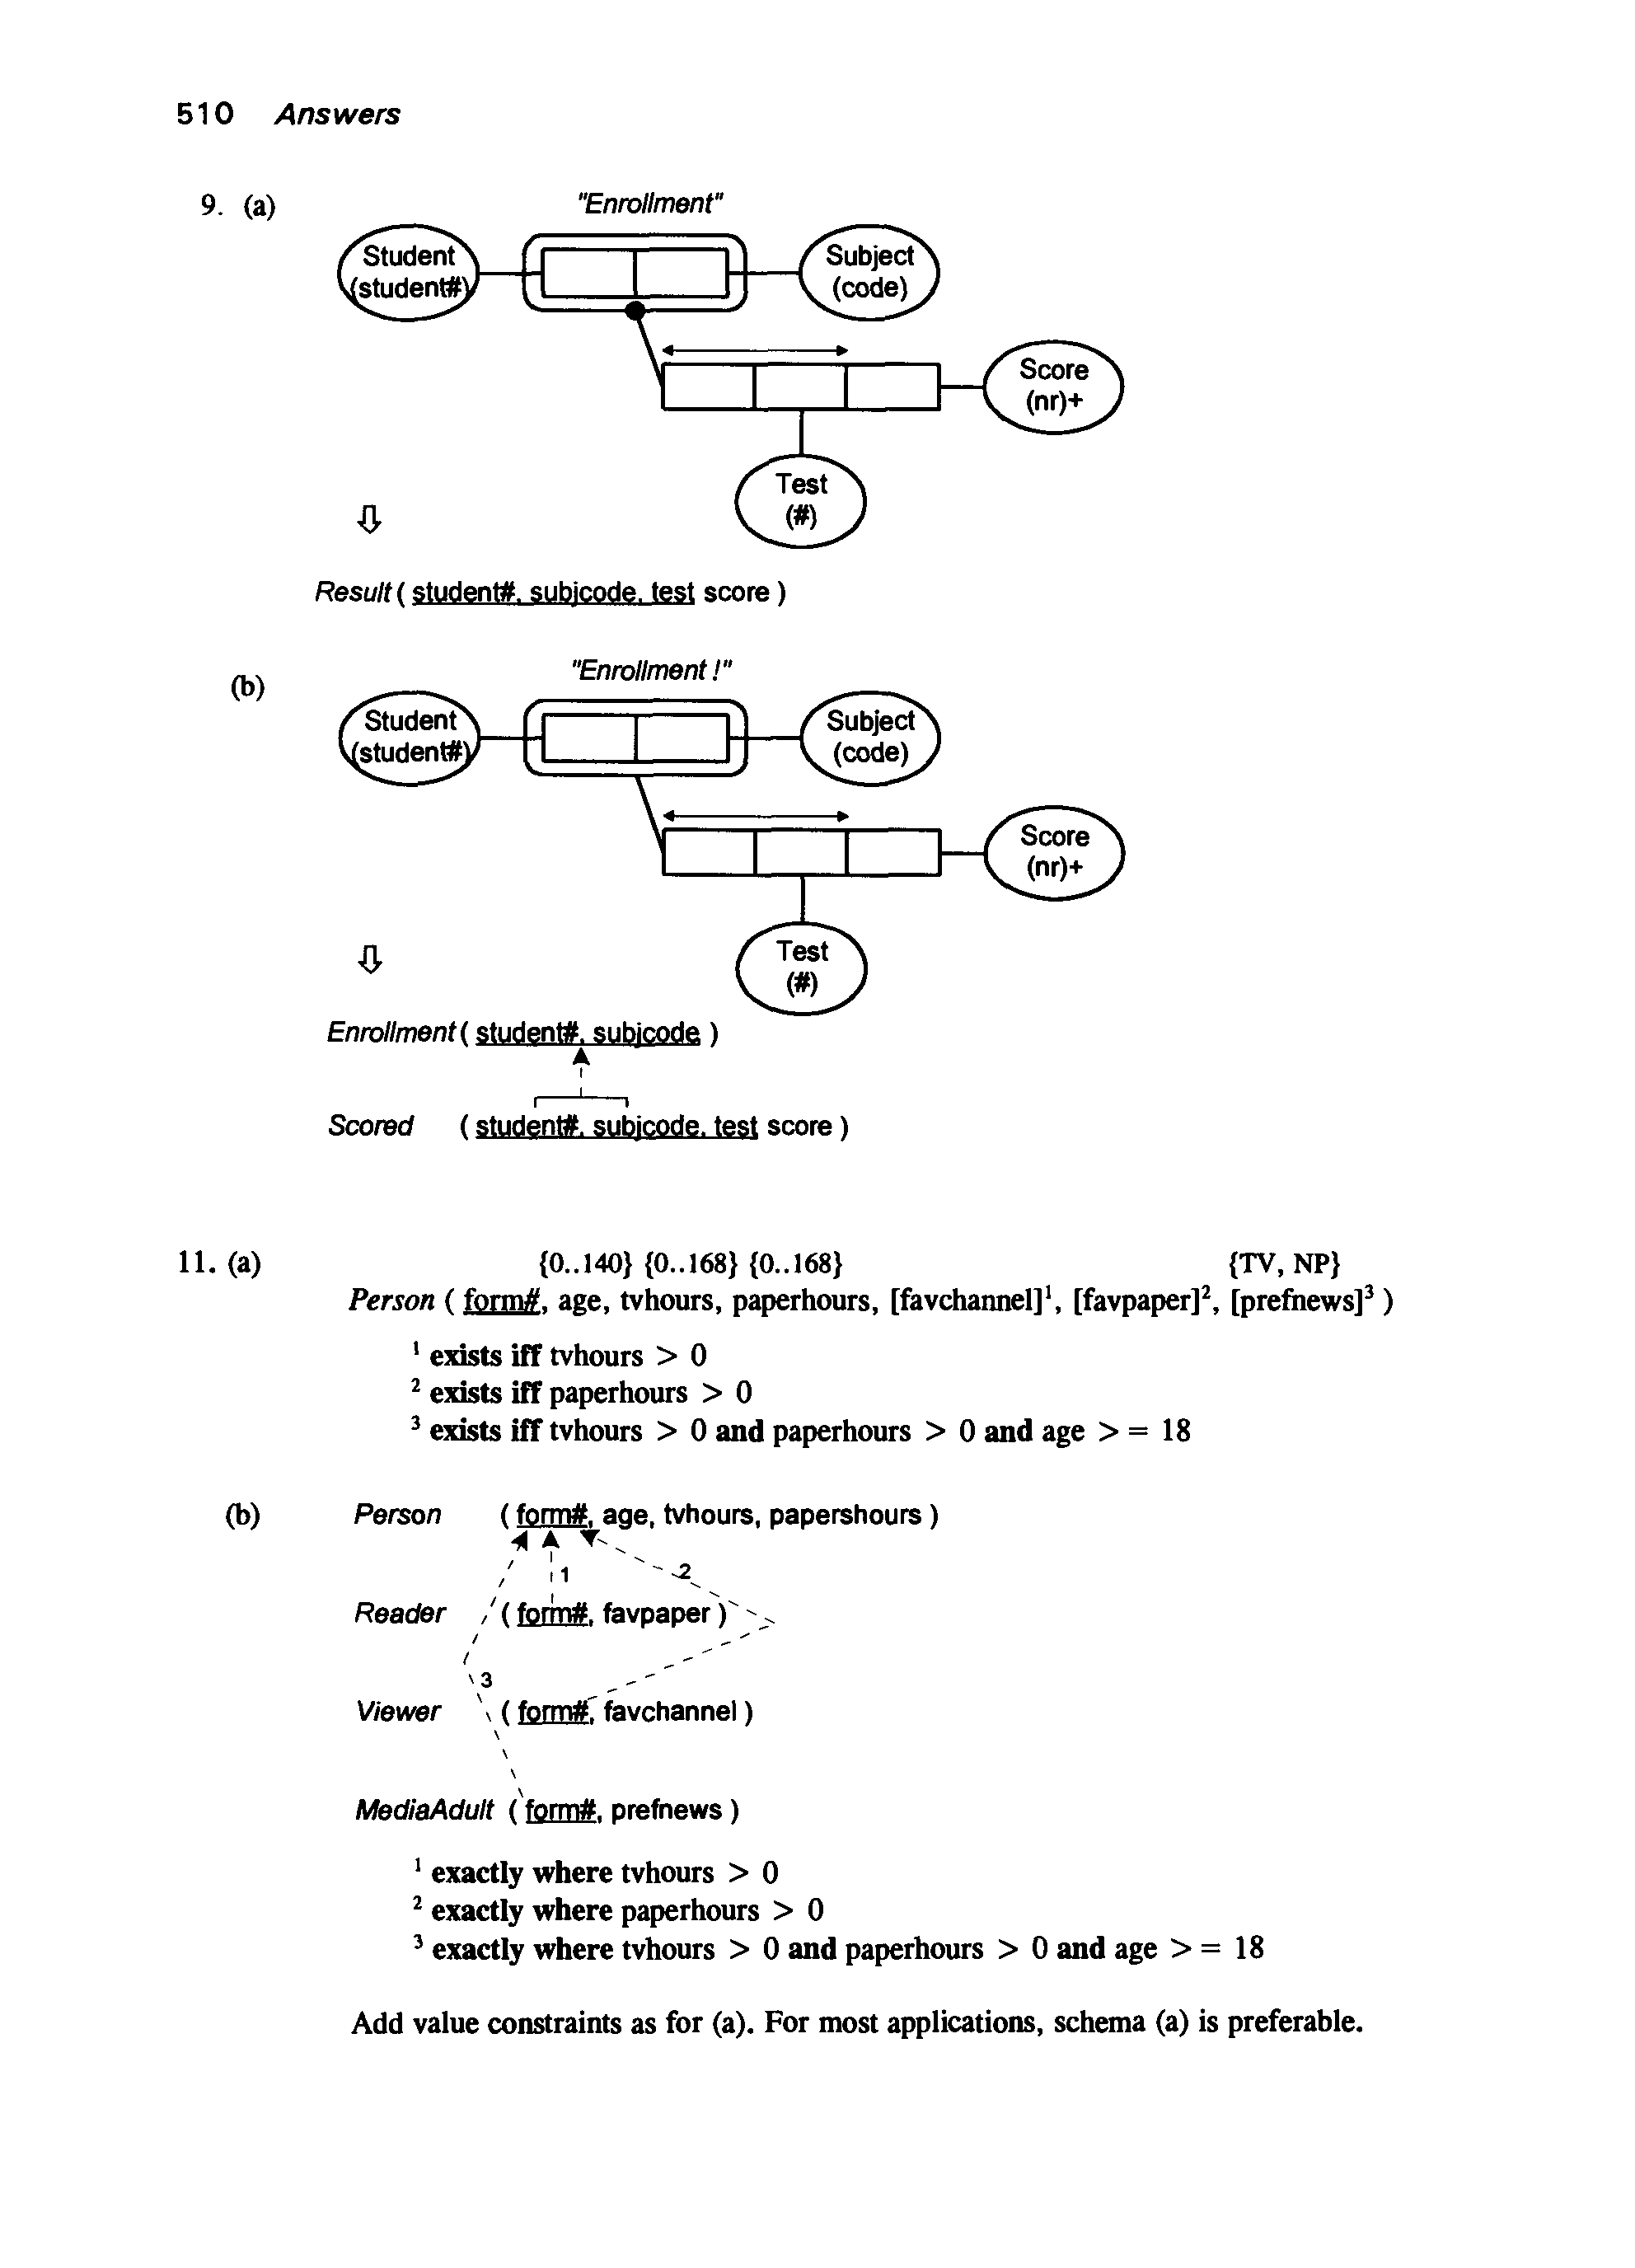 510 Answers
9. (a)
"Enrollment"
Student
(student#)
Subject
(code)
Score
(nr)+
Test
(#)
⇩
Result ( student#, subjcode, test score )
(b)
"Enrollment !"
Student
(student#)
Subject
(code)
Score
(nr)+
Test
(#)
⇩
Enrollment ( student#, subjcode )
Scored ( student#, subjcode, test score )
11. (a)
{0..140} {0..168} {0..168} {TV, NP}
Person ( form#, age, tvhours, paperhours, [favchannel]¹, [favpaper]², [prefnews]³ )
¹ exists iff tvhours > 0
² exists iff paperhours > 0
³ exists iff tvhours > 0 and paperhours > 0 and age > = 18
(b) Person ( form#, age, tvhours, papershours )
1 2
Reader ( form#, favpaper )
3
Viewer ( form#, favchannel )
MediaAdult ( form#, prefnews )
¹ exactly where tvhours > 0
² exactly where paperhours > 0
³ exactly where tvhours > 0 and paperhours > 0 and age > = 18
Add value constraints as for (a). For most applications, schema (a) is preferable.